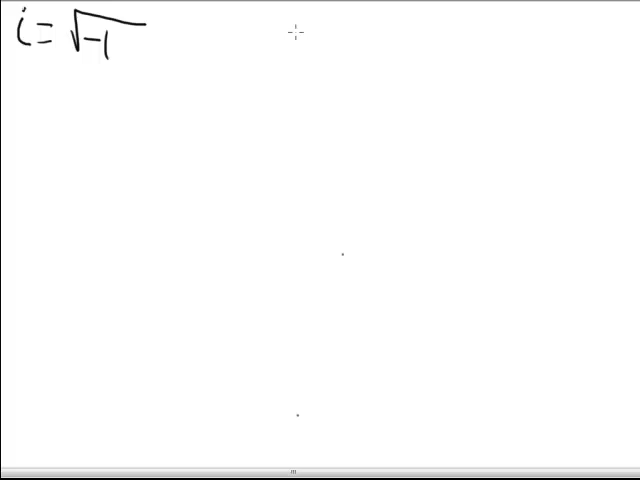 i = √-1